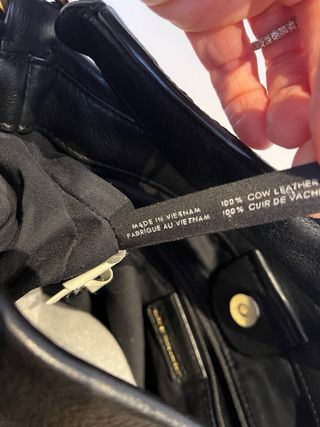 MADE IN VIETNAM
FABRIQUÉ AU VIETNAM
100% COW LEATHER
100% CUIR DE VACHE